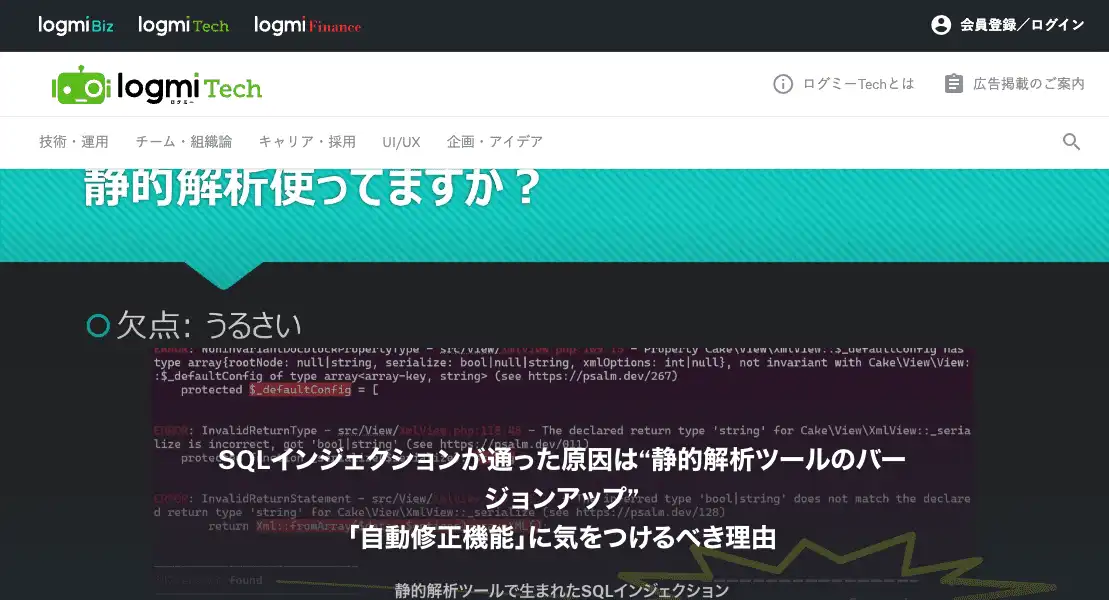 logmi Biz logmi Tech logmi Finance 会員登録／ログイン
logmi Tech ログミーTechとは 広告掲載のご案内
ログミー
技術・運用 チーム・組織論 キャリア・採用 UI/UX 企画・アイデア
静的解析使ってますか？
欠点: うるさい
ERROR: NonInvariantDocblockPropertyType - src/View/XmlView.php:109:15 - Property Cake\View\XmlView::$_defaultConfig has
type array{rootNode: null|string, serialize: bool|null|string, xmlOptions: int|null}, not invariant with Cake\View\View:
:$_defaultConfig of type array<array-key, string> (see https://psalm.dev/267)
protected $_defaultConfig = [
ERROR: InvalidReturnType - src/View/XmlView.php:118:48 - The declared return type 'string' for Cake\View\XmlView::_seria
lize is incorrect, got 'bool|string' (see https://psalm.dev/011)
SQLインジェクションが通った原因は“静的解析ツールのバー
ジョンアップ”
ERROR: InvalidReturnStatement - src/View/ inferred type 'bool|string' does not match the declare
d return type 'string' for Cake\View\XmlView::_serialize (see https://psalm.dev/128)
return Xml::fromArray
「自動修正機能」に気をつけるべき理由
found
静的解析ツールで生まれたSQLインジェクション